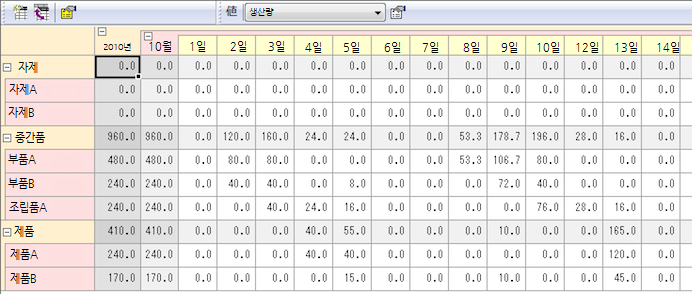 値 생산량
2010년 10월 1일 2일 3일 4일 5일 6일 7일 8일 9일 10일 12일 13일 14일
자제 0.0 0.0 0.0 0.0 0.0 0.0 0.0 0.0 0.0 0.0 0.0 0.0 0.0 0.0 0.0
자제A 0.0 0.0 0.0 0.0 0.0 0.0 0.0 0.0 0.0 0.0 0.0 0.0 0.0 0.0 0.0
자제B 0.0 0.0 0.0 0.0 0.0 0.0 0.0 0.0 0.0 0.0 0.0 0.0 0.0 0.0 0.0
중간품 960.0 960.0 0.0 120.0 160.0 24.0 24.0 0.0 0.0 53.3 178.7 196.0 28.0 16.0 0.0
부품A 480.0 480.0 0.0 80.0 80.0 0.0 0.0 0.0 0.0 53.3 106.7 80.0 0.0 0.0 0.0
부품B 240.0 240.0 0.0 40.0 40.0 0.0 8.0 0.0 0.0 0.0 72.0 40.0 0.0 0.0 0.0
조립품A 240.0 240.0 0.0 0.0 40.0 24.0 16.0 0.0 0.0 0.0 0.0 76.0 28.0 16.0 0.0
제품 410.0 410.0 0.0 0.0 0.0 40.0 55.0 0.0 0.0 0.0 10.0 0.0 0.0 165.0 0.0
제품A 240.0 240.0 0.0 0.0 0.0 40.0 40.0 0.0 0.0 0.0 0.0 0.0 0.0 120.0 0.0
제품B 170.0 170.0 0.0 0.0 0.0 0.0 15.0 0.0 0.0 0.0 10.0 0.0 0.0 45.0 0.0